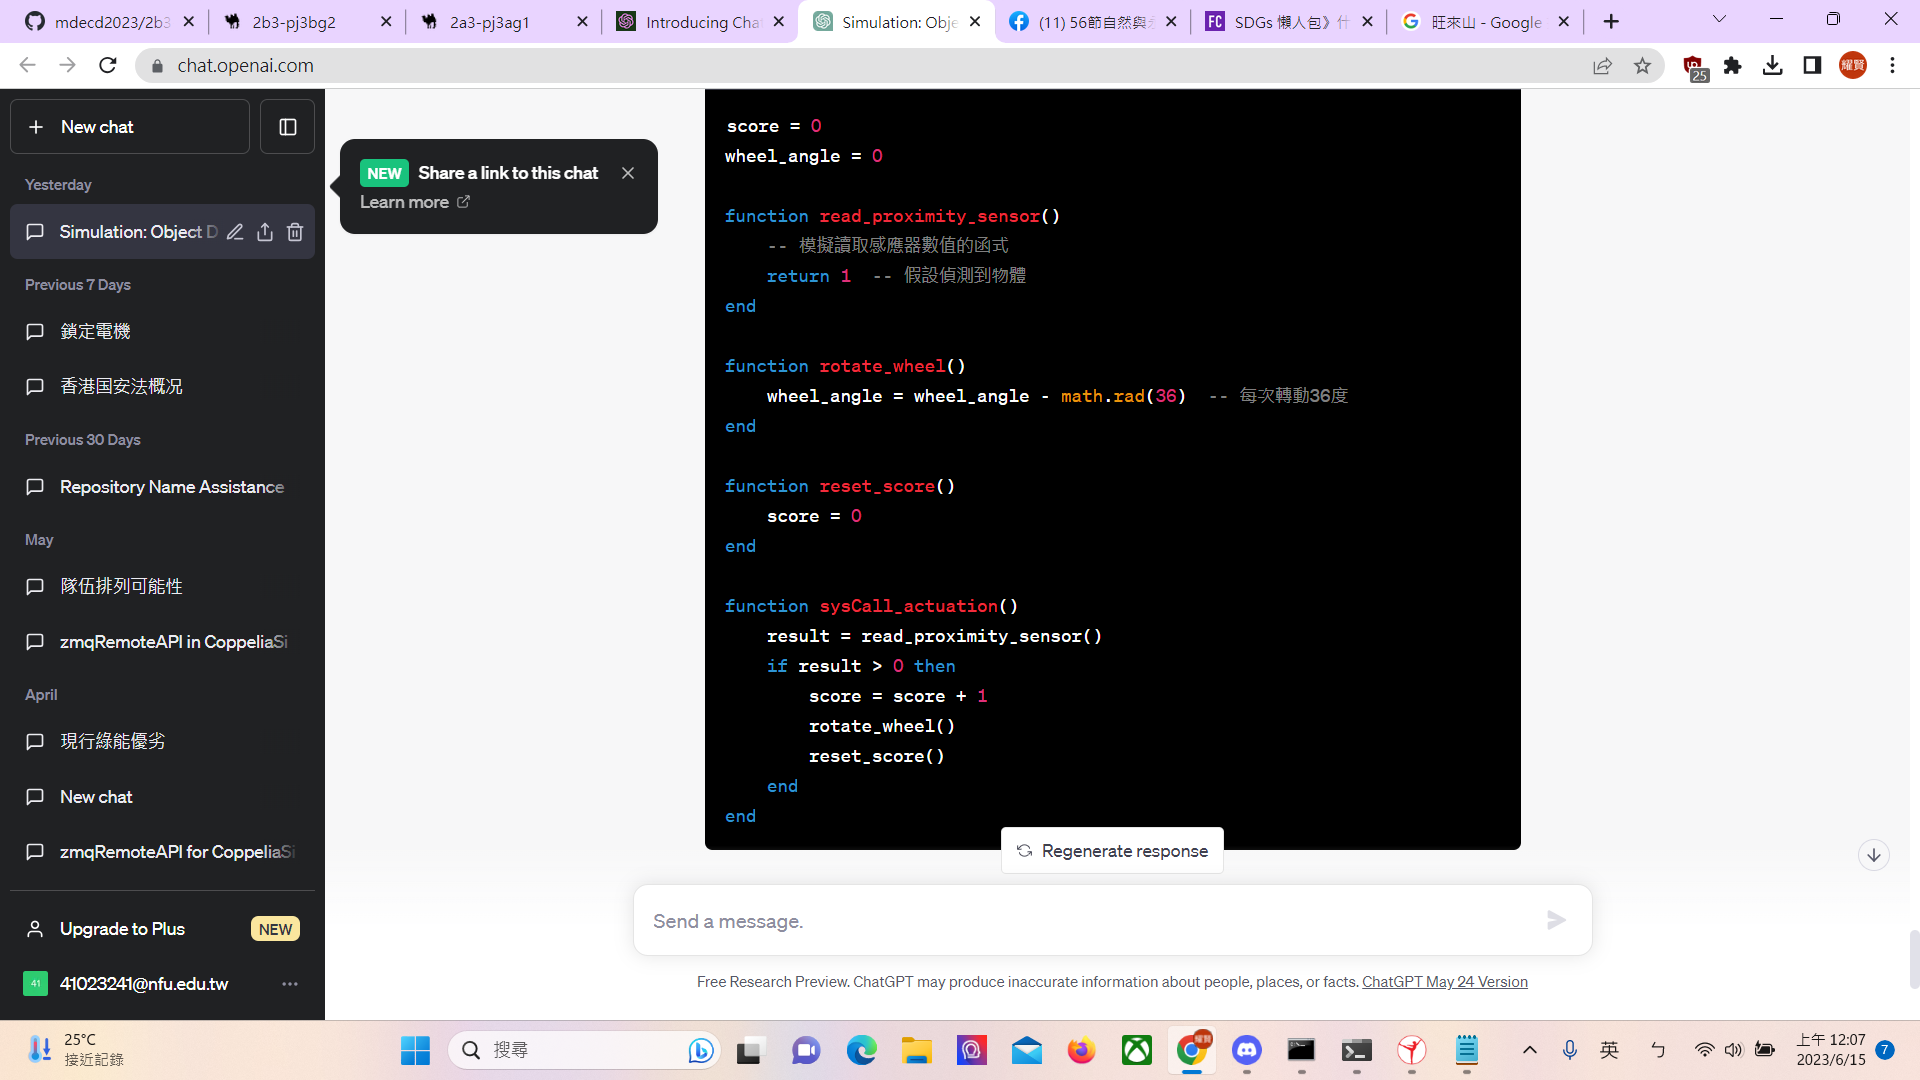 mdecd2023/2b3
2b3-pj3bg2
2a3-pj3ag1
Introducing Cha
Simulation: Obje
(11) 56節自然與
SDGs 懶人包》什
旺來山 - Google
chat.openai.com
25
耀賢
New chat
Yesterday
Simulation: Object D
Previous 7 Days
鎖定電機
香港国安法概况
Previous 30 Days
Repository Name Assistance
May
隊伍排列可能性
zmqRemoteAPI in CoppeliaSi
April
現行綠能優劣
New chat
zmqRemoteAPI for CoppeliaSi
Upgrade to Plus
NEW
41
41023241@nfu.edu.tw
NEW Share a link to this chat
Learn more
score = 0
wheel_angle = 0
function read_proximity_sensor()
-- 模擬讀取感應器數值的函式
return 1 -- 假設偵測到物體
end
function rotate_wheel()
wheel_angle = wheel_angle - math.rad(36) -- 每次轉動36度
end
function reset_score()
score = 0
end
function sysCall_actuation()
result = read_proximity_sensor()
if result > 0 then
score = score + 1
rotate_wheel()
reset_score()
end
end
Regenerate response
Send a message.
Free Research Preview. ChatGPT may produce inaccurate information about people, places, or facts. ChatGPT May 24 Version
25°C
接近記錄
搜尋
英
ㄅ
上午 12:07
2023/6/15
7